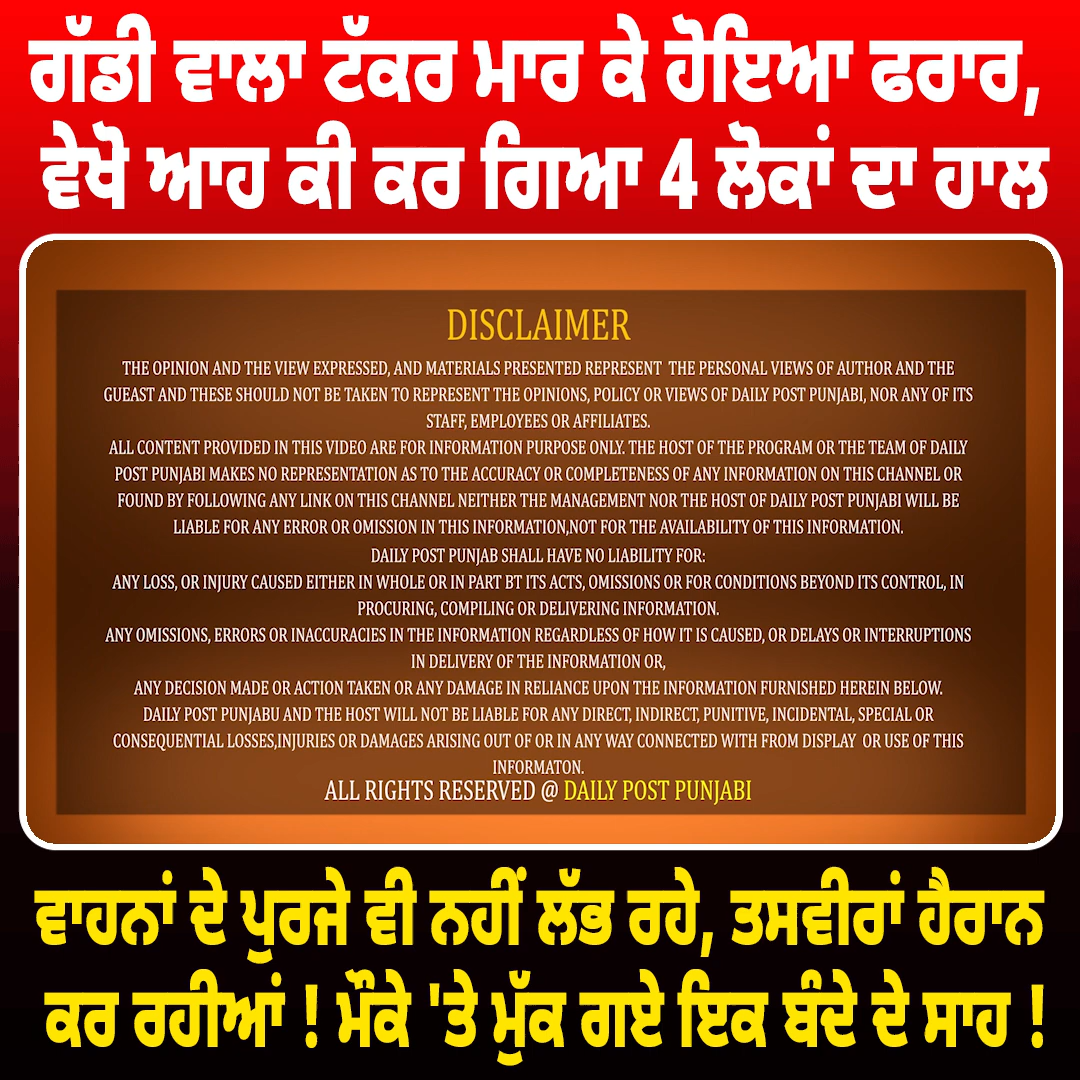 ਗੱਡੀ ਵਾਲਾ ਟੱਕਰ ਮਾਰ ਕੇ ਹੋਇਆ ਫਰਾਰ,
ਵੇਖੋ ਆਹ ਕੀ ਕਰ ਗਿਆ 4 ਲੋਕਾਂ ਦਾ ਹਾਲ
DISCLAIMER
THE OPINION AND THE VIEW EXPRESSED, AND MATERIALS PRESENTED REPRESENT THE PERSONAL VIEWS OF AUTHOR AND THE
GUEAST AND THESE SHOULD NOT BE TAKEN TO REPRESENT THE OPINIONS, POLICY OR VIEWS OF DAILY POST PUNJABI, NOR ANY OF ITS
STAFF, EMPLOYEES OR AFFILIATES.
ALL CONTENT PROVIDED IN THIS VIDEO ARE FOR INFORMATION PURPOSE ONLY. THE HOST OF THE PROGRAM OR THE TEAM OF DAILY
POST PUNJABI MAKES NO REPRESENTATION AS TO THE ACCURACY OR COMPLETENESS OF ANY INFORMATION ON THIS CHANNEL OR
FOUND BY FOLLOWING ANY LINK ON THIS CHANNEL NEITHER THE MANAGEMENT NOR THE HOST OF DAILY POST PUNJABI WILL BE
LIABLE FOR ANY ERROR OR OMISSION IN THIS INFORMATION,NOT FOR THE AVAILABILITY OF THIS INFORMATION.
DAILY POST PUNJAB SHALL HAVE NO LIABILITY FOR:
ANY LOSS, OR INJURY CAUSED EITHER IN WHOLE OR IN PART BT ITS ACTS, OMISSIONS OR FOR CONDITIONS BEYOND ITS CONTROL, IN
PROCURING, COMPILING OR DELIVERING INFORMATION.
ANY OMISSIONS, ERRORS OR INACCURACIES IN THE INFORMATION REGARDLESS OF HOW IT IS CAUSED, OR DELAYS OR INTERRUPTIONS
IN DELIVERY OF THE INFORMATION OR,
ANY DECISION MADE OR ACTION TAKEN OR ANY DAMAGE IN RELIANCE UPON THE INFORMATION FURNISHED HEREIN BELOW.
DAILY POST PUNJABU AND THE HOST WILL NOT BE LIABLE FOR ANY DIRECT, INDIRECT, PUNITIVE, INCIDENTAL, SPECIAL OR
CONSEQUENTIAL LOSSES,INJURIES OR DAMAGES ARISING OUT OF OR IN ANY WAY CONNECTED WITH FROM DISPLAY OR USE OF THIS
INFORMATON.
ALL RIGHTS RESERVED @ DAILY POST PUNJABI
ਵਾਹਨਾਂ ਦੇ ਪੁਰਜੇ ਵੀ ਨਹੀਂ ਲੱਭ ਰਹੇ, ਤਸਵੀਰਾਂ ਹੈਰਾਨ
ਕਰ ਰਹੀਆਂ ! ਮੌਕੇ 'ਤੇ ਮੁੱਕ ਗਏ ਇਕ ਬੰਦੇ ਦੇ ਸਾਹ !